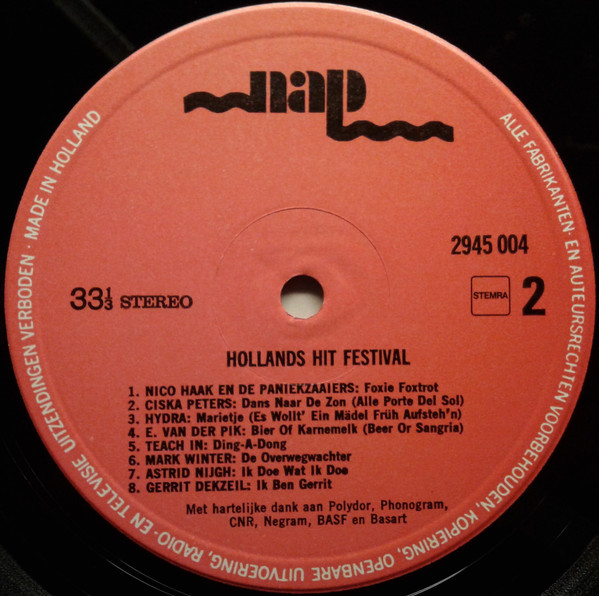 nap
ALLE FABRIKANTEN- EN AUTEURSRECHTEN VOORBEHOUDEN. KOPIERING, OPENBARE UITVOERING, RADIO- EN TELEVISIE UITZENDINGEN VERBODEN · MADE IN HOLLAND
2945 004
33⅓ STEREO
STEMRA 2
HOLLANDS HIT FESTIVAL
1. NICO HAAK EN DE PANIEKZAAIERS: Foxie Foxtrot
2. CISKA PETERS: Dans Naar De Zon (Alle Porte Del Sol)
3. HYDRA: Marietje (Es Wollt' Ein Mädel Früh Aufsteh'n)
4. E. VAN DER PIK: Bier Of Karnemelk (Beer Or Sangria)
5. TEACH IN: Ding-A-Dong
6. MARK WINTER: De Overwegwachter
7. ASTRID NIJGH: Ik Doe Wat Ik Doe
8. GERRIT DEKZEIL: Ik Ben Gerrit
Met hartelijke dank aan Polydor, Phonogram,
CNR, Negram, BASF en Basart